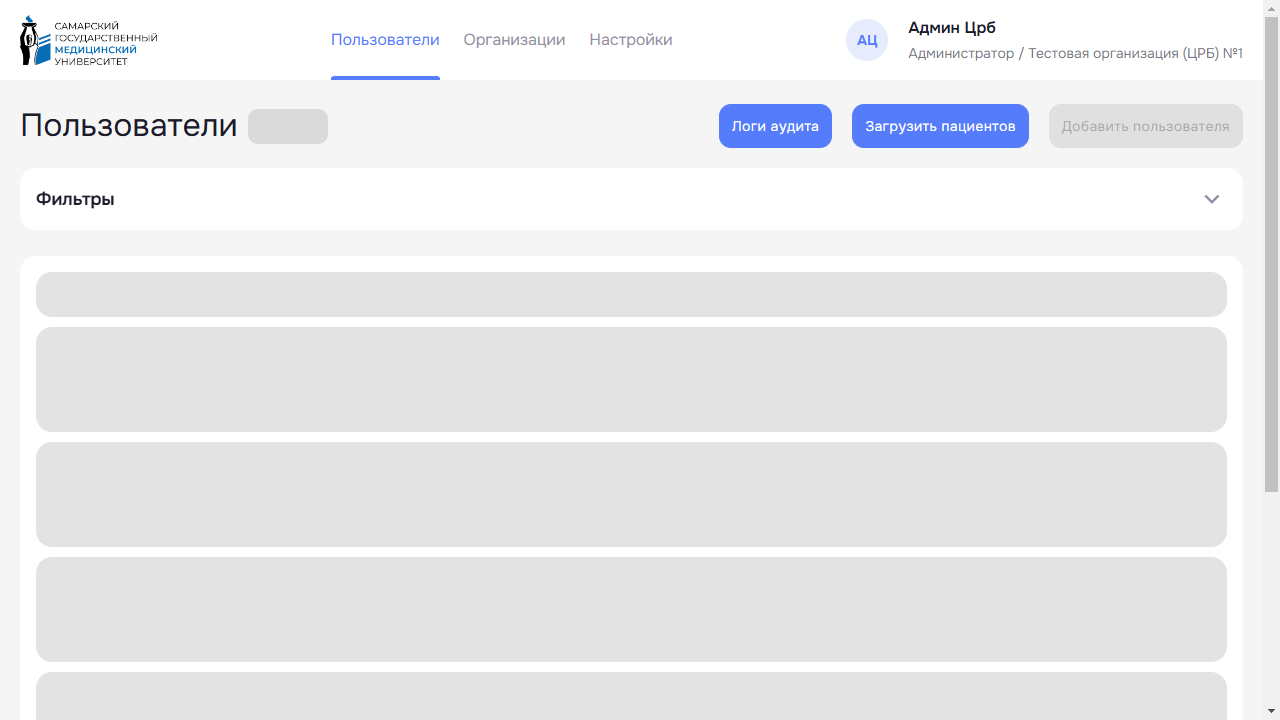 САМАРСКИЙ
ГОСУДАРСТВЕННЫЙ
МЕДИЦИНСКИЙ
УНИВЕРСИТЕТ
Пользователи
Организации
Настройки
АЦ
Админ Црб
Администратор / Тестовая организация (ЦРБ) №1
Пользователи
Логи аудита
Загрузить пациентов
Добавить пользователя
Фильтры